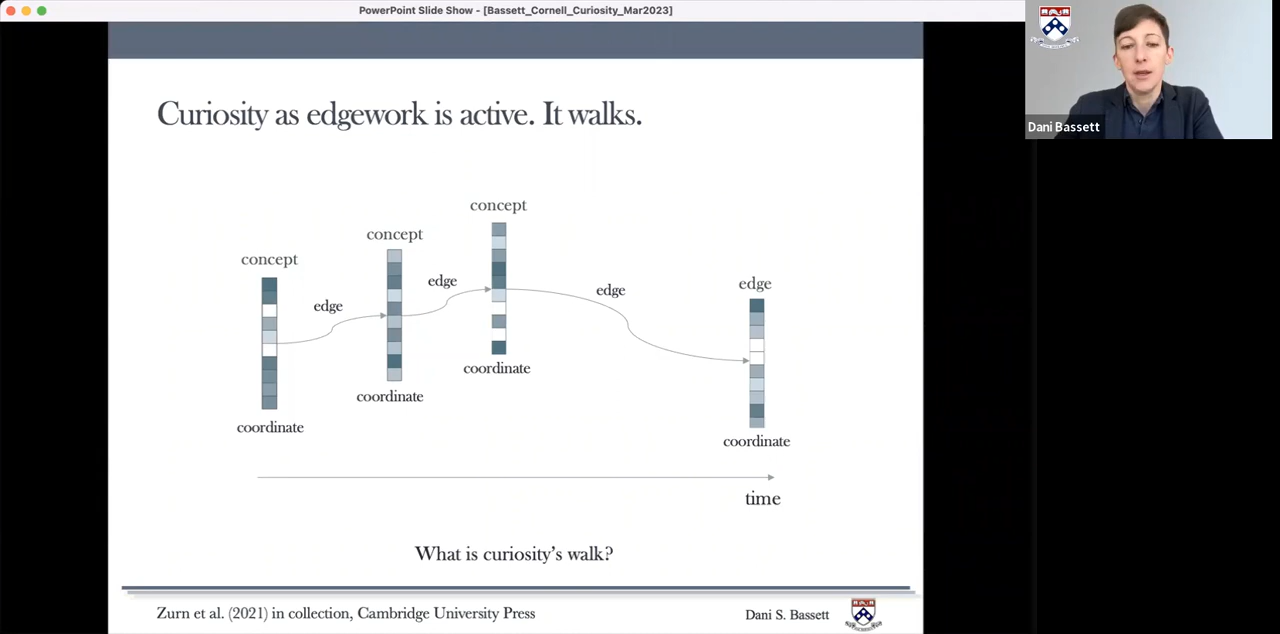 PowerPoint Slide Show - [Bassett_Cornell_Curiosity_Mar2023]
Dani Bassett
Curiosity as edgework is active. It walks.
concept
concept
concept
edge
edge
edge
edge
coordinate
coordinate
coordinate
coordinate
time
What is curiosity's walk?
Zurn et al. (2021) in collection, Cambridge University Press
Dani S. Bassett